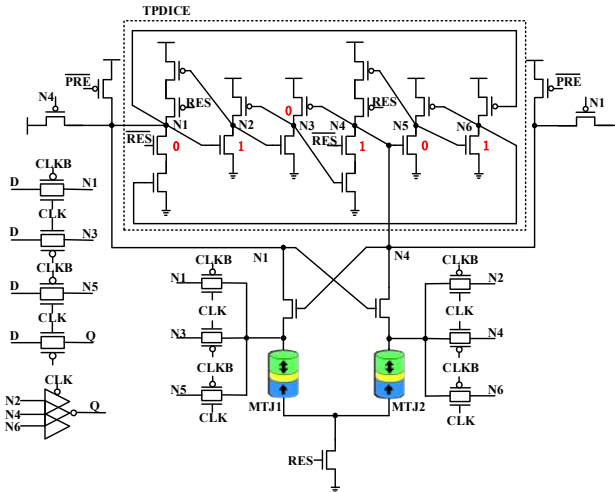 TPDICE
PRE
PRE
N4
N1
RES
RES
0
N1
N2
N3
N4
N5
N6
RES
RES
0
1
1
0
1
CLKB
D
N1
CLK
D
N3
CLKB
D
N5
CLK
D
Q
CLK
N2
N4
N6
Q
N1
N4
CLKB
N1
CLK
N3
CLKB
N5
CLK
CLKB
N2
CLK
N4
CLKB
N6
CLK
MTJ1
MTJ2
RES